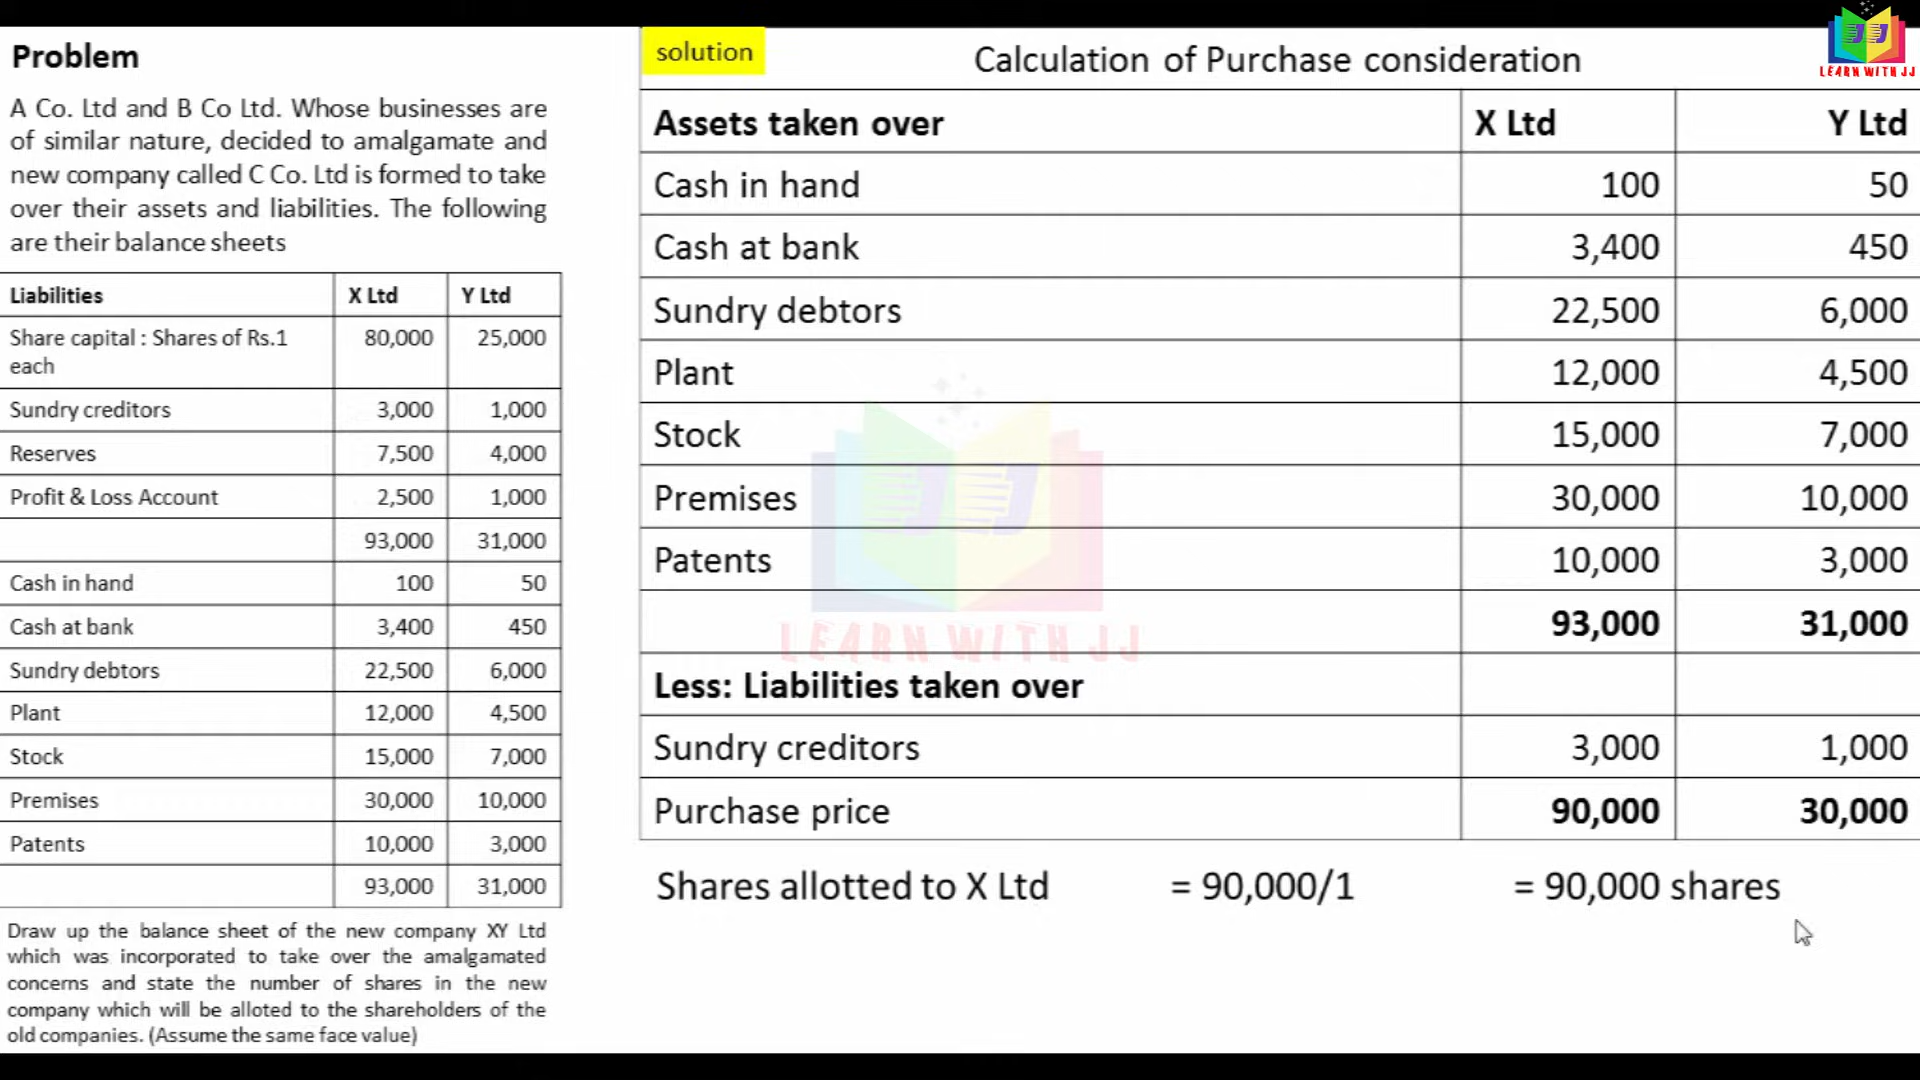 Problem
A Co. Ltd and B Co Ltd. Whose businesses are
of similar nature, decided to amalgamate and
new company called C Co. Ltd is formed to take
over their assets and liabilities. The following
are their balance sheets
Liabilities X Ltd Y Ltd
Share capital : Shares of Rs.1 80,000 25,000
each
Sundry creditors 3,000 1,000
Reserves 7,500 4,000
Profit & Loss Account 2,500 1,000
93,000 31,000
Cash in hand 100 50
Cash at bank 3,400 450
Sundry debtors 22,500 6,000
Plant 12,000 4,500
Stock 15,000 7,000
Premises 30,000 10,000
Patents 10,000 3,000
93,000 31,000
Draw up the balance sheet of the new company XY Ltd
which was incorporated to take over the amalgamated
concerns and state the number of shares in the new
company which will be alloted to the shareholders of the
old companies. (Assume the same face value)
solution
Calculation of Purchase consideration
Assets taken over X Ltd Y Ltd
Cash in hand 100 50
Cash at bank 3,400 450
Sundry debtors 22,500 6,000
Plant 12,000 4,500
Stock 15,000 7,000
Premises 30,000 10,000
Patents 10,000 3,000
93,000 31,000
Less: Liabilities taken over
Sundry creditors 3,000 1,000
Purchase price 90,000 30,000
Shares allotted to X Ltd = 90,000/1 = 90,000 shares
JJ
LEARN WITH JJ
JJ
LEARN WITH JJ